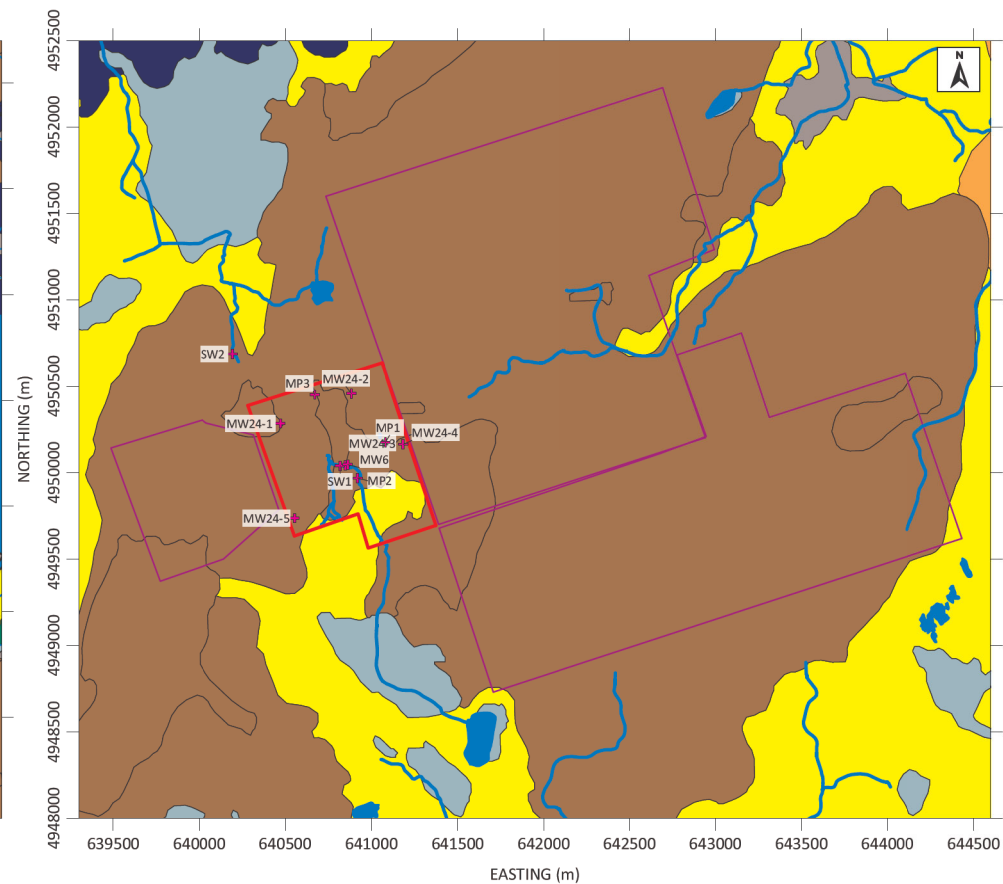 N
4952500
4952000
4951500
4951000
4950500
4950000
4949500
4949000
4948500
4948000
NORTHING (m)
SW2
MP3
MW24-2
MW24-1
MP1
MW24-3
MW24-4
MW6
SW1
MP2
MW24-5
639500 640000 640500 641000 641500 642000 642500 643000 643500 644000 644500
EASTING (m)